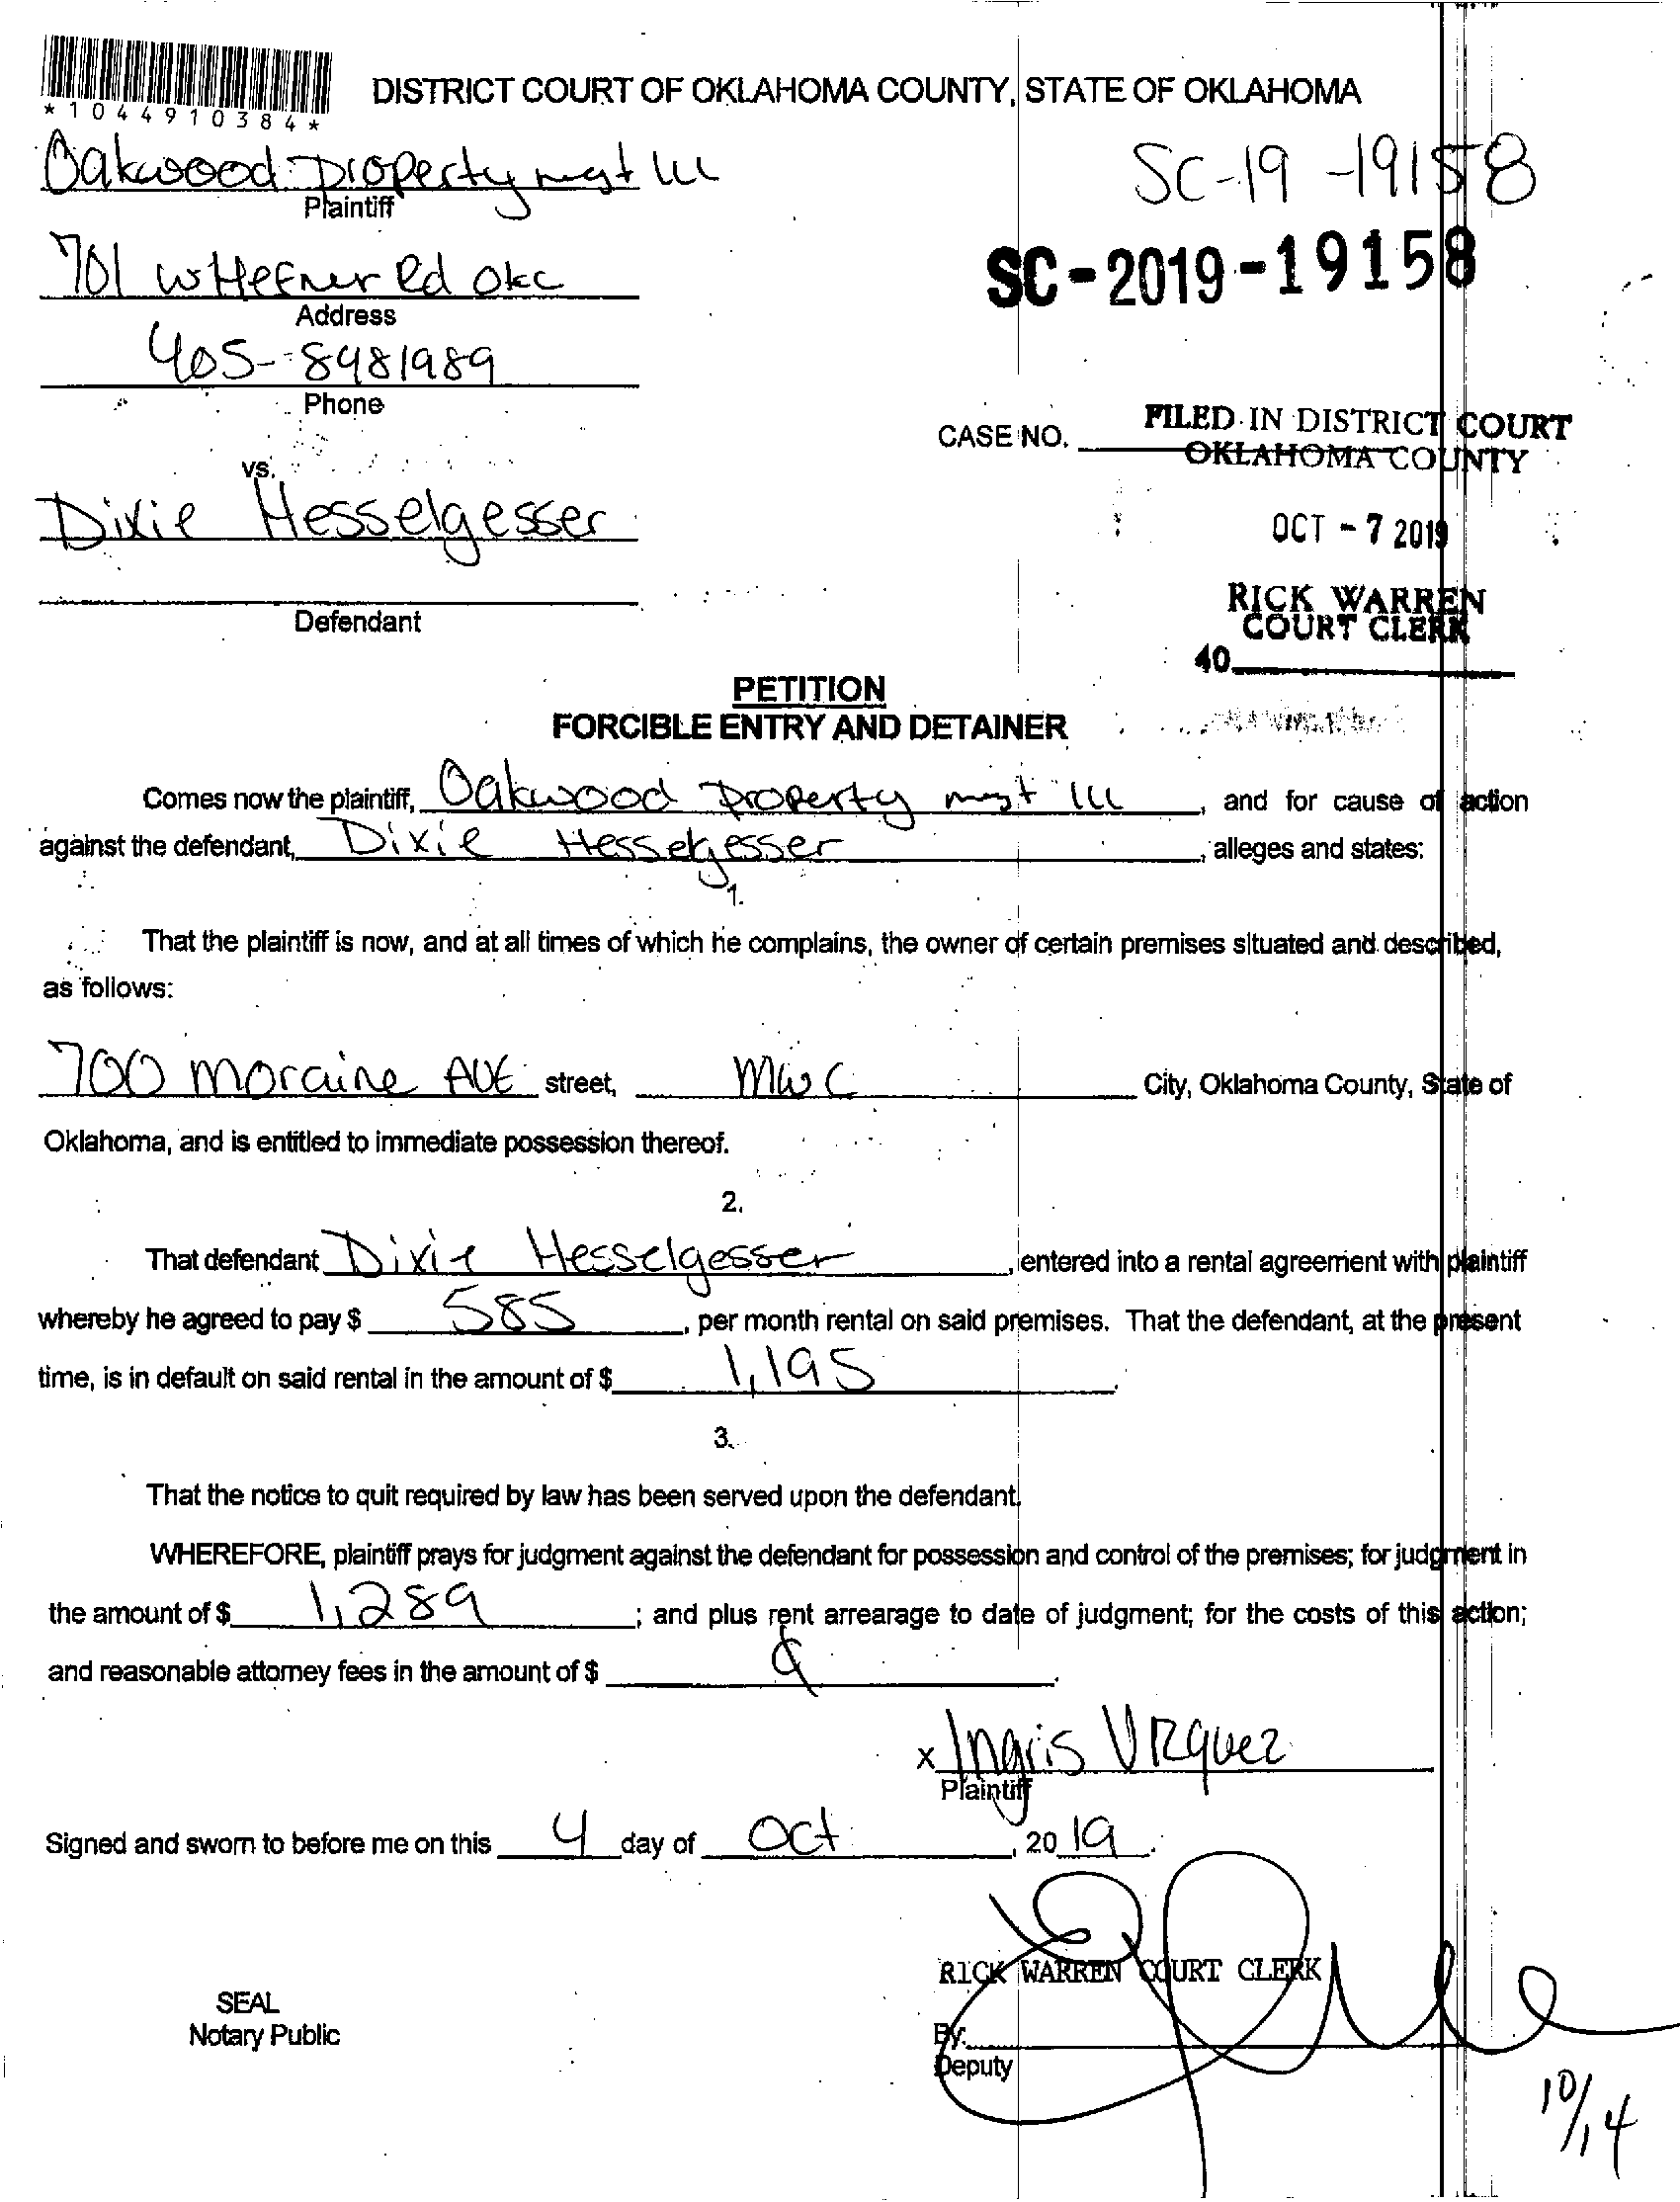 *1044910384*
DISTRICT COURT OF OKLAHOMA COUNTY, STATE OF OKLAHOMA
Oakwood property mgt LLC
Plaintiff
SC-19-19158
701 W Hefner Rd OKC
Address
SC-2019-19158
405-8481989
Phone
CASE NO.
FILED IN DISTRICT COURT
OKLAHOMA COUNTY
vs.
Dixie Hesselgesser
OCT - 7 2019
Defendant
RICK WARREN
COURT CLERK
40
PETITION
FORCIBLE ENTRY AND DETAINER
Comes now the plaintiff, Oakwood property mgt LLC, and for cause of action
against the defendant, Dixie Hesselgesser, alleges and states:
1.
That the plaintiff is now, and at all times of which he complains, the owner of certain premises situated and described,
as follows:
700 Moraine AVE street, MWC City, Oklahoma County, State of
Oklahoma, and is entitled to immediate possession thereof.
2.
That defendant Dixie Hesselgesser, entered into a rental agreement with plaintiff
whereby he agreed to pay $ 585, per month rental on said premises. That the defendant, at the present
time, is in default on said rental in the amount of $ 1,195.
3.
That the notice to quit required by law has been served upon the defendant.
WHEREFORE, plaintiff prays for judgment against the defendant for possession and control of the premises; for judgment in
the amount of $ 1,289; and plus rent arrearage to date of judgment; for the costs of this action;
and reasonable attorney fees in the amount of $
x Ingris Vizquez
Plaintiff
Signed and sworn to before me on this 4 day of Oct, 2019.
RICK WARREN COURT CLERK
SEAL
Notary Public
By:
Deputy
10/14